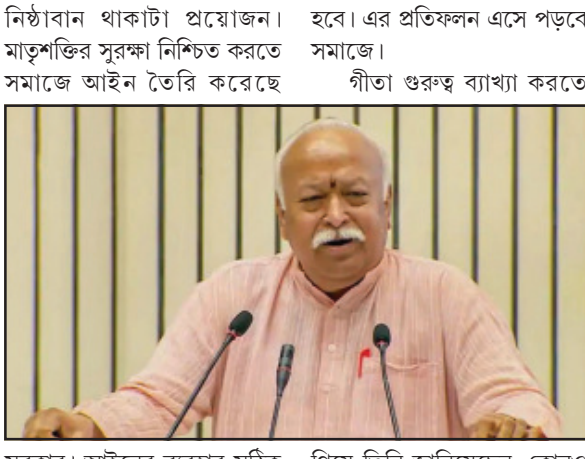 নিষ্ঠাবান থাকাটা প্রয়োজন।
মাতৃশক্তির সুরক্ষা নিশ্চিত করতে
সমাজে আইন তৈরি করেছে
হবে। এর প্রতিফলন এসে পড়বে
সমাজে।
গীতা গুরুত্ব ব্যাখ্যা করতে